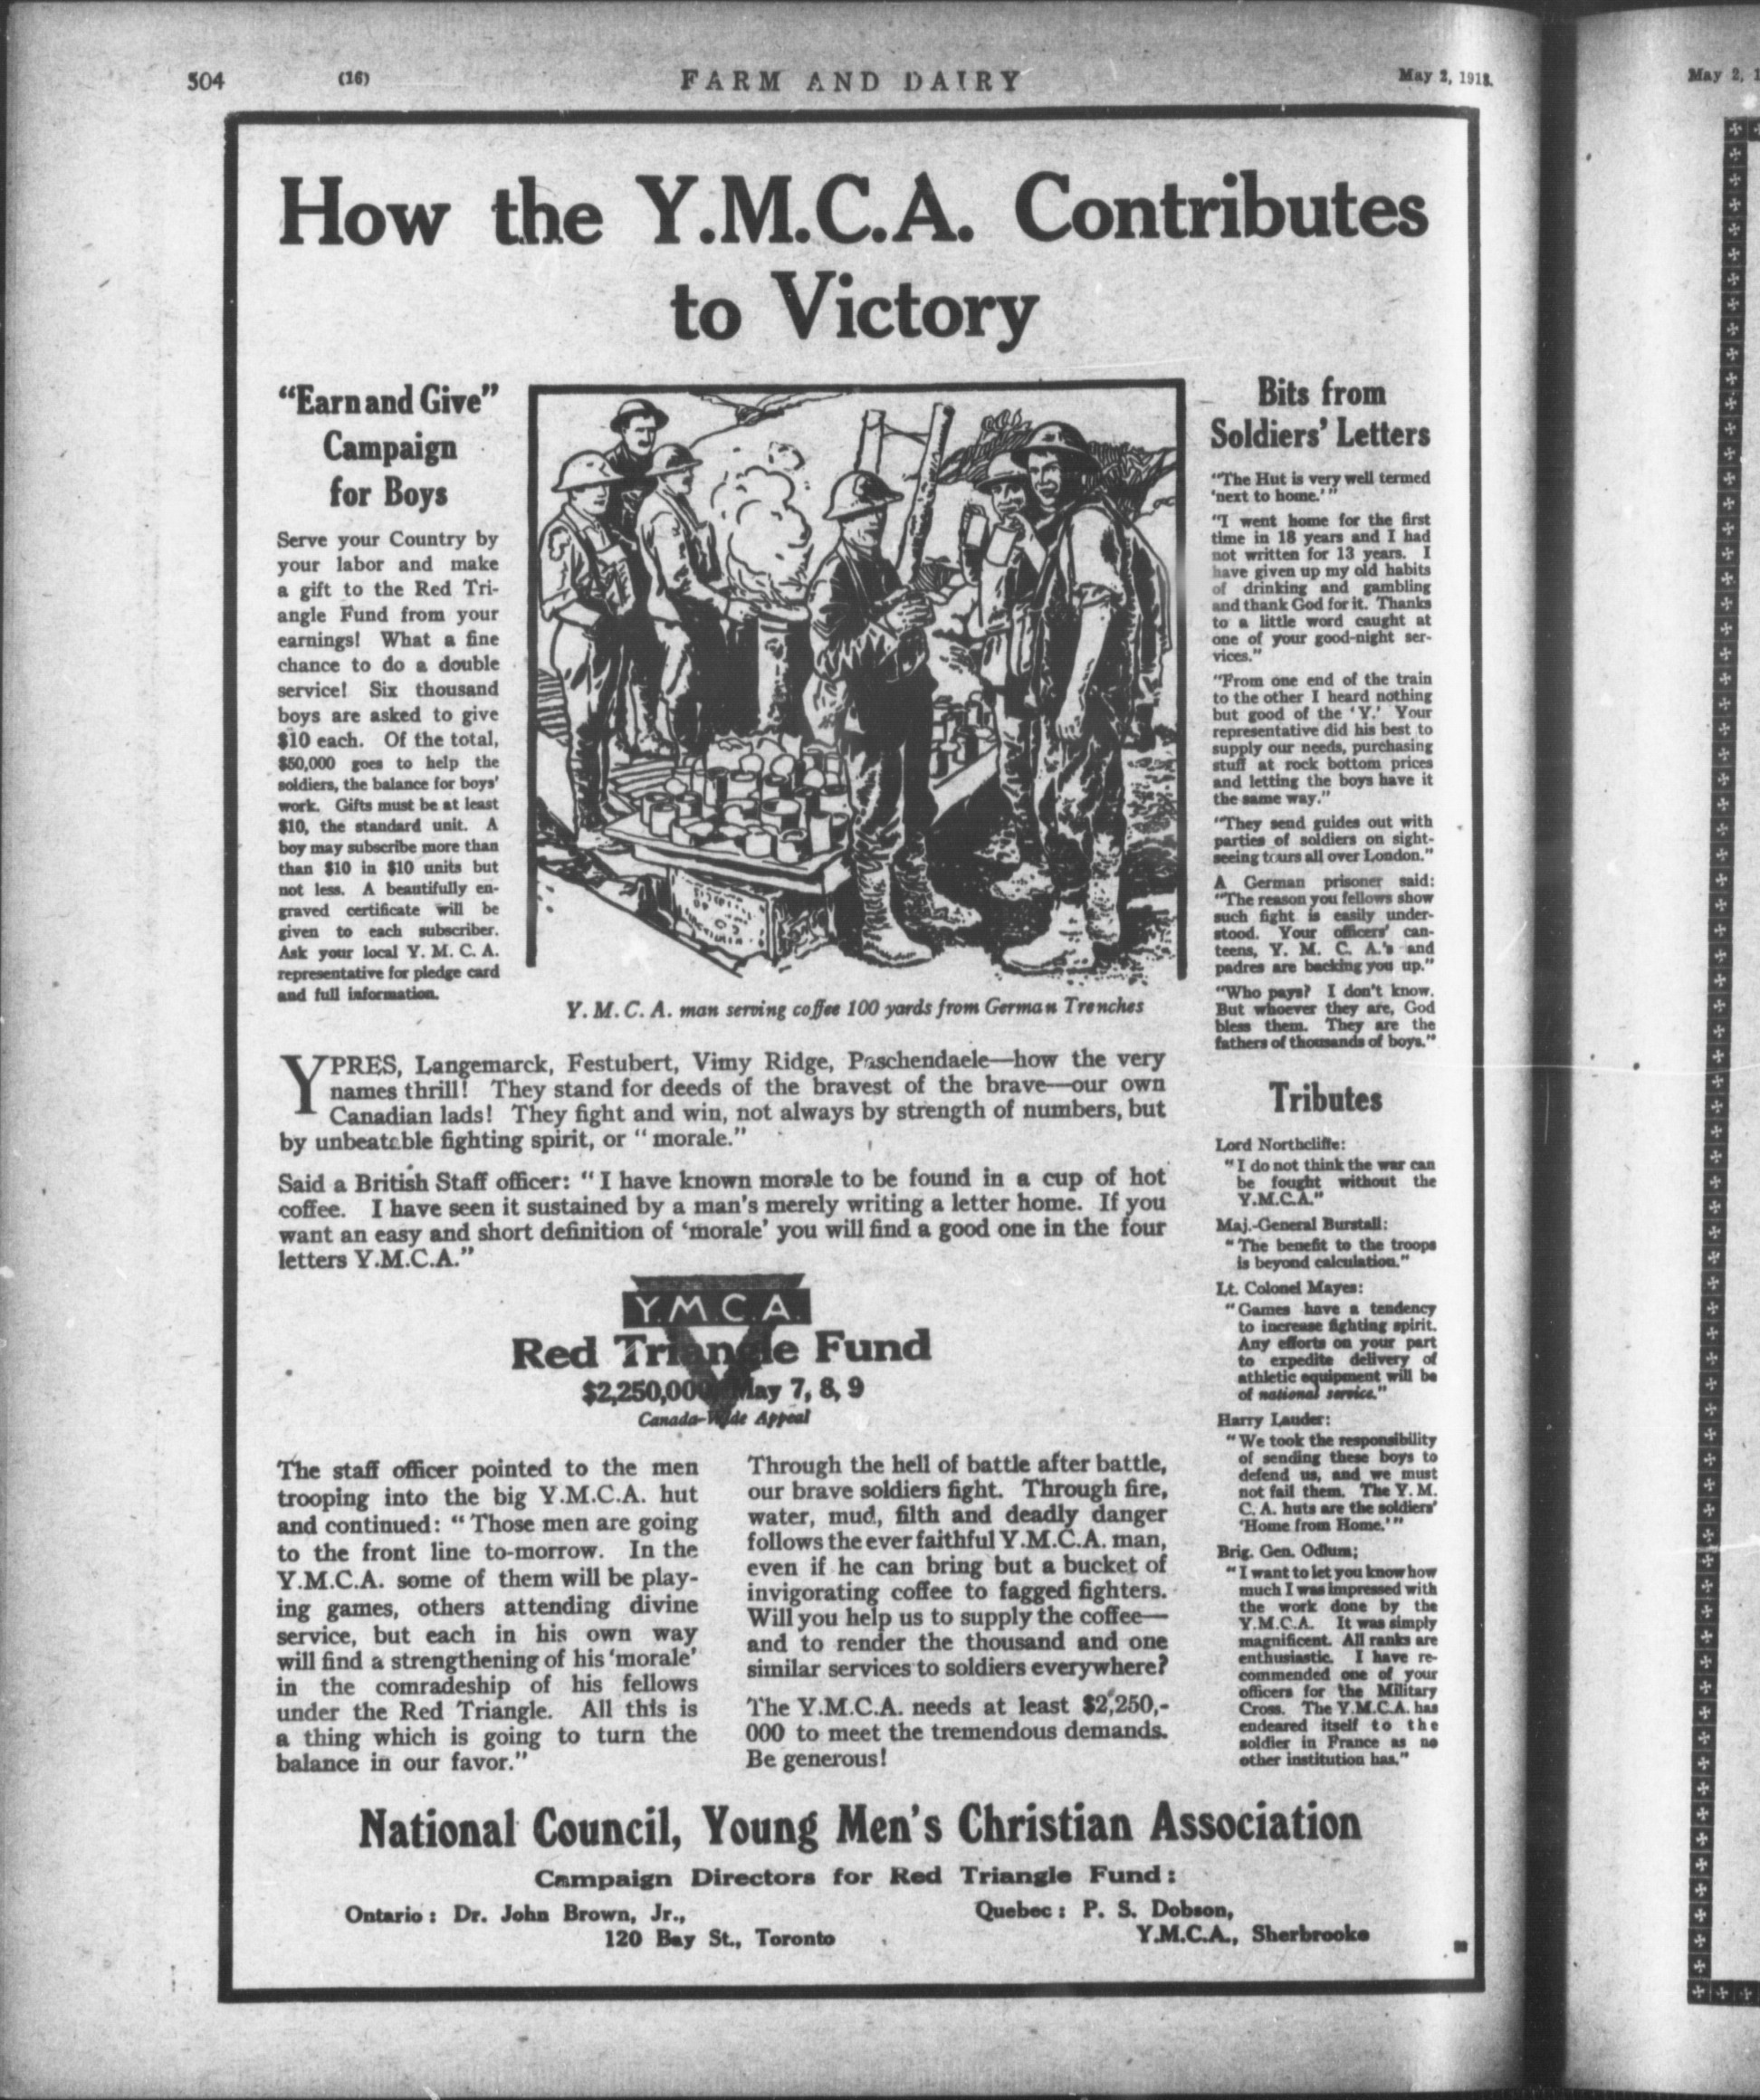 504 (16) FARM AND DAIRY May 2, 1918.
How the Y.M.C.A. Contributes
to Victory
"Earn and Give"
Campaign
for Boys
Serve your Country by
your labor and make
a gift to the Red Tri-
angle Fund from your
earnings! What a fine
chance to do a double
service! Six thousand
boys are asked to give
$10 each. Of the total,
$50,000 goes to help the
soldiers, the balance for boys'
work. Gifts must be at least
$10, the standard unit. A
boy may subscribe more than
than $10 in $10 units but
not less. A beautifully en-
graved certificate will be
given to each subscriber.
Ask your local Y. M. C. A.
representative for pledge card
and full information.
Y. M. C. A. man serving coffee 100 yards from German Trenches
YPRES, Langemarck, Festubert, Vimy Ridge, Paschendaele—how the very
names thrill! They stand for deeds of the bravest of the brave—our own
Canadian lads! They fight and win, not always by strength of numbers, but
by unbeatable fighting spirit, or "morale."
Said a British Staff officer: "I have known morale to be found in a cup of hot
coffee. I have seen it sustained by a man's merely writing a letter home. If you
want an easy and short definition of 'morale' you will find a good one in the four
letters Y.M.C.A."
Y.M.C.A.
Red Triangle Fund
$2,250,000 May 7, 8, 9
Canada-Wide Appeal
The staff officer pointed to the men
trooping into the big Y.M.C.A. hut
and continued: "Those men are going
to the front line to-morrow. In the
Y.M.C.A. some of them will be play-
ing games, others attending divine
service, but each in his own way
will find a strengthening of his 'morale'
in the comradeship of his fellows
under the Red Triangle. All this is
a thing which is going to turn the
balance in our favor."
Through the hell of battle after battle,
our brave soldiers fight. Through fire,
water, mud, filth and deadly danger
follows the ever faithful Y.M.C.A. man,
even if he can bring but a bucket of
invigorating coffee to fagged fighters.
Will you help us to supply the coffee—
and to render the thousand and one
similar services to soldiers everywhere?
The Y.M.C.A. needs at least $2,250,-
000 to meet the tremendous demands.
Be generous!
Bits from
Soldiers' Letters
"The Hut is very well termed
'next to home.'"
"I went home for the first
time in 18 years and I had
not written for 13 years. I
have given up my old habits
of drinking and gambling
and thank God for it. Thanks
to a little word caught at
one of your good-night ser-
vices."
"From one end of the train
to the other I heard nothing
but good of the 'Y.' Your
representative did his best to
supply our needs, purchasing
stuff at rock bottom prices
and letting the boys have it
the same way."
"They send guides out with
parties of soldiers on sight-
seeing tours all over London."
A German prisoner said:
"The reason you fellows show
such fight is easily under-
stood. Your officers' can-
teens, Y. M. C. A.'s and
padres are backing you up."
"Who pays? I don't know.
But whoever they are, God
bless them. They are the
fathers of thousands of boys."
Tributes
Lord Northcliffe:
"I do not think the war can
be fought without the
Y.M.C.A."
Maj.-General Burstall:
"The benefit to the troops
is beyond calculation."
Lt. Colonel Mayes:
"Games have a tendency
to increase fighting spirit.
Any efforts on your part
to expedite delivery of
athletic equipment will be
of national service."
Harry Lauder:
"We took the responsibility
of sending these boys to
defend us, and we must
not fail them. The Y. M.
C. A. huts are the soldiers'
'Home from Home.'"
Brig. Gen. Odlum;
"I want to let you know how
much I was impressed with
the work done by the
Y.M.C.A. It was simply
magnificent. All ranks are
enthusiastic. I have re-
commended one of your
officers for the Military
Cross. The Y.M.C.A. has
endeared itself to the
soldier in France as no
other institution has."
National Council, Young Men's Christian Association
Campaign Directors for Red Triangle Fund:
Ontario: Dr. John Brown, Jr.,
120 Bay St., Toronto
Quebec: P. S. Dobson,
Y.M.C.A., Sherbrooke
May 2, 1